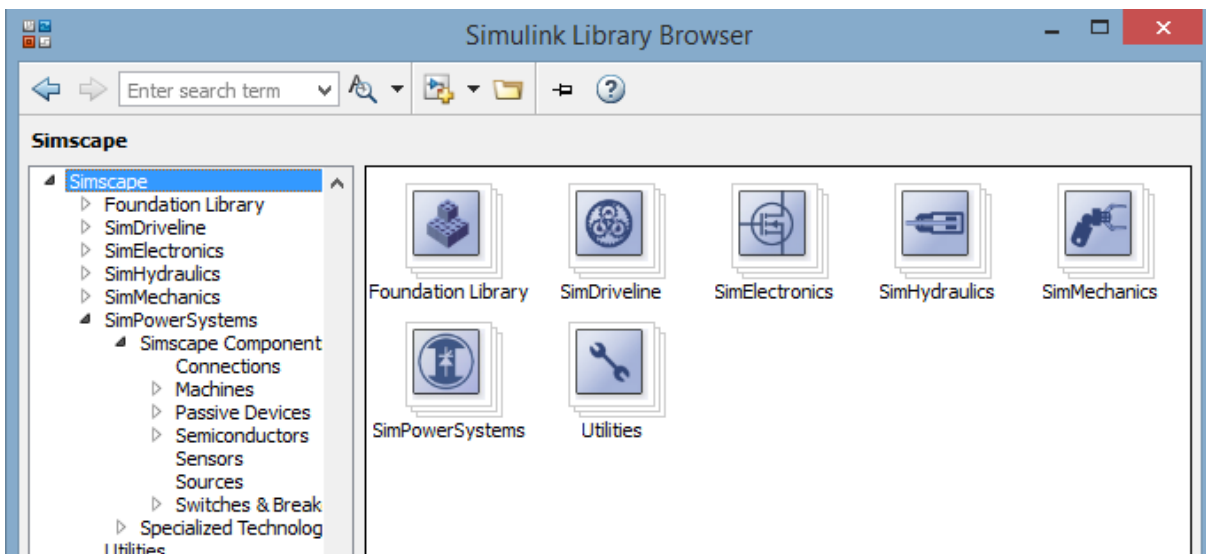 Simulink Library Browser
Enter search term
Simscape
Simscape
Foundation Library
SimDriveline
SimElectronics
SimHydraulics
SimMechanics
SimPowerSystems
Simscape Component
Connections
Machines
Passive Devices
Semiconductors
Sensors
Sources
Switches & Break
Specialized Technolog
Utilities
Foundation Library SimDriveline SimElectronics SimHydraulics SimMechanics
SimPowerSystems Utilities